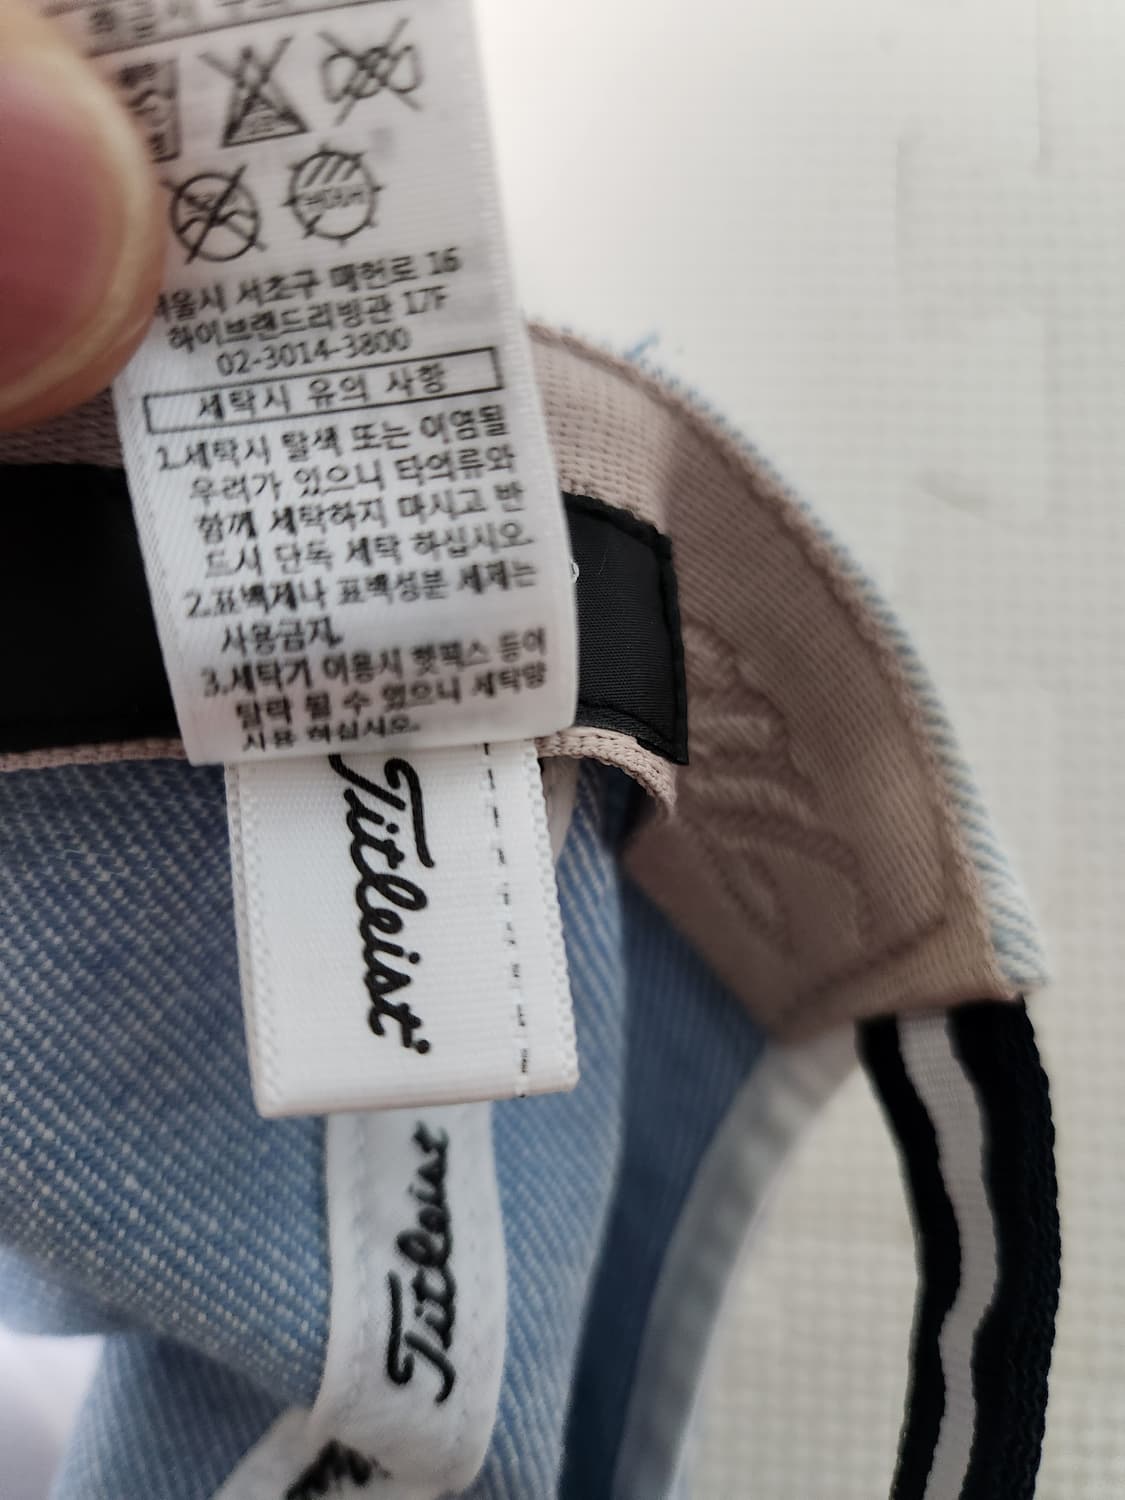 취급시 주의
서울시 서초구 매헌로 16
하이브랜드리빙관 17F
02-3014-3800
세탁시 유의 사항
1.세탁시 탈색 또는 이염될
우려가 있으니 타의류와
함께 세탁하지 마시고 반
드시 단독 세탁 하십시오.
2.표백제나 표백성분 세제는
사용금지.
3.세탁기 이용시 핫픽스 등이
탈락 될 수 있으니 세탁망
사용 하십시오.
Titleist
Titleist